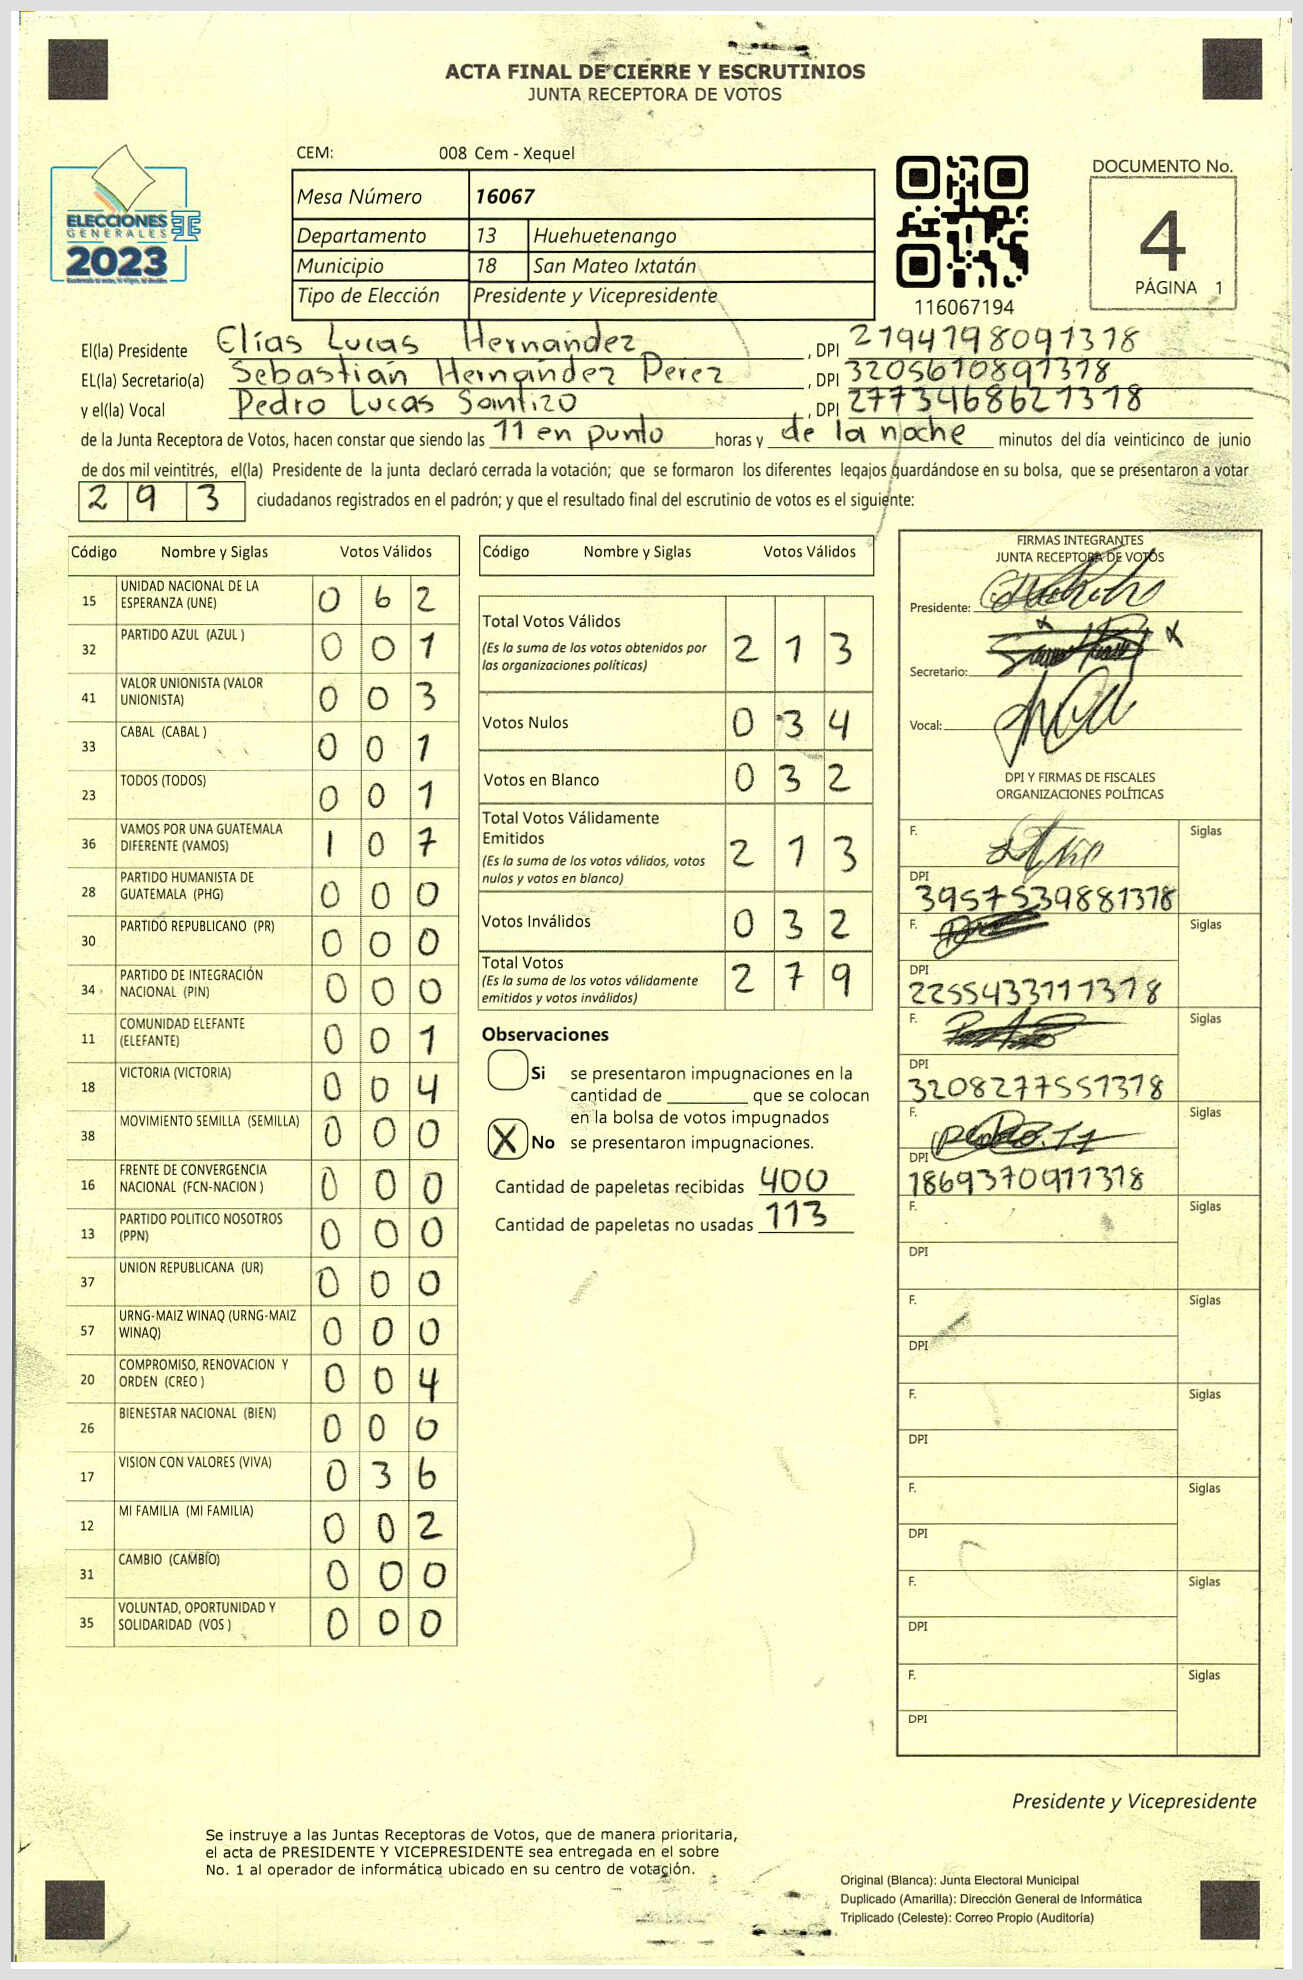 ACTA FINAL DE CIERRE Y ESCRUTINIOS
JUNTA RECEPTORA DE VOTOS
ELECCIONES
GENERALES
2023
CEM: 008 Cem - Xequel
Mesa Número 16067
Departamento 13 Huehuetenango
Municipio 18 San Mateo Ixtatán
Tipo de Elección Presidente y Vicepresidente
116067194
DOCUMENTO No.
4
PÁGINA 1
El(la) Presidente Elías Lucas Hernández, DPI 2194198091318
EL(la) Secretario(a) Sebastián Hernández Perez, DPI 3205610891318
y el(la) Vocal Pedro Lucas Santizo, DPI 2773468621318
de la Junta Receptora de Votos, hacen constar que siendo las 11 en punto horas y de la noche minutos del día veinticinco de junio
de dos mil veintitrés, el(la) Presidente de la junta declaró cerrada la votación; que se formaron los diferentes legajos guardándose en su bolsa, que se presentaron a votar
293 ciudadanos registrados en el padrón; y que el resultado final del escrutinio de votos es el siguiente:
Código Nombre y Siglas Votos Válidos
15 UNIDAD NACIONAL DE LA ESPERANZA (UNE) 0 6 2
32 PARTIDO AZUL (AZUL ) 0 0 1
41 VALOR UNIONISTA (VALOR UNIONISTA) 0 0 3
33 CABAL (CABAL ) 0 0 1
23 TODOS (TODOS) 0 0 1
36 VAMOS POR UNA GUATEMALA DIFERENTE (VAMOS) 1 0 7
28 PARTIDO HUMANISTA DE GUATEMALA (PHG) 0 0 0
30 PARTIDO REPUBLICANO (PR) 0 0 0
34 PARTIDO DE INTEGRACIÓN NACIONAL (PIN) 0 0 0
11 COMUNIDAD ELEFANTE (ELEFANTE) 0 0 1
18 VICTORIA (VICTORIA) 0 0 4
38 MOVIMIENTO SEMILLA (SEMILLA) 0 0 0
16 FRENTE DE CONVERGENCIA NACIONAL (FCN-NACION ) 0 0 0
13 PARTIDO POLITICO NOSOTROS (PPN) 0 0 0
37 UNION REPUBLICANA (UR) 0 0 0
57 URNG-MAIZ WINAQ (URNG-MAIZ WINAQ) 0 0 0
20 COMPROMISO, RENOVACION Y ORDEN (CREO ) 0 0 4
26 BIENESTAR NACIONAL (BIEN) 0 0 0
17 VISION CON VALORES (VIVA) 0 3 6
12 MI FAMILIA (MI FAMILIA) 0 0 2
31 CAMBIO (CAMBIO) 0 0 0
35 VOLUNTAD, OPORTUNIDAD Y SOLIDARIDAD (VOS ) 0 0 0
Código Nombre y Siglas Votos Válidos
Total Votos Válidos 2 1 3
(Es la suma de los votos obtenidos por
las organizaciones políticas)
Votos Nulos 0 3 4
Votos en Blanco 0 3 2
Total Votos Válidamente
Emitidos 2 1 3
(Es la suma de los votos válidos, votos
nulos y votos en blanco)
Votos Inválidos 0 3 2
Total Votos 2 7 9
(Es la suma de los votos válidamente
emitidos y votos inválidos)
Observaciones
Si se presentaron impugnaciones en la
cantidad de ________ que se colocan
en la bolsa de votos impugnados
X No se presentaron impugnaciones.
Cantidad de papeletas recibidas 400
Cantidad de papeletas no usadas 113
FIRMAS INTEGRANTES
JUNTA RECEPTORA DE VOTOS
Presidente:
Secretario:
Vocal:
DPI Y FIRMAS DE FISCALES
ORGANIZACIONES POLÍTICAS
F. Siglas
DPI
3957539881378
F. Siglas
DPI
2255433111318
F. Siglas
DPI
3208277551378
F. Siglas
DPI
1869370911318
F. Siglas
DPI
F. Siglas
DPI
F. Siglas
DPI
F. Siglas
DPI
F. Siglas
DPI
F. Siglas
DPI
Presidente y Vicepresidente
Se instruye a las Juntas Receptoras de Votos, que de manera prioritaria,
el acta de PRESIDENTE Y VICEPRESIDENTE sea entregada en el sobre
No. 1 al operador de informática ubicado en su centro de votación.
Original (Blanca): Junta Electoral Municipal
Duplicado (Amarilla): Dirección General de Informática
Triplicado (Celeste): Correo Propio (Auditoría)